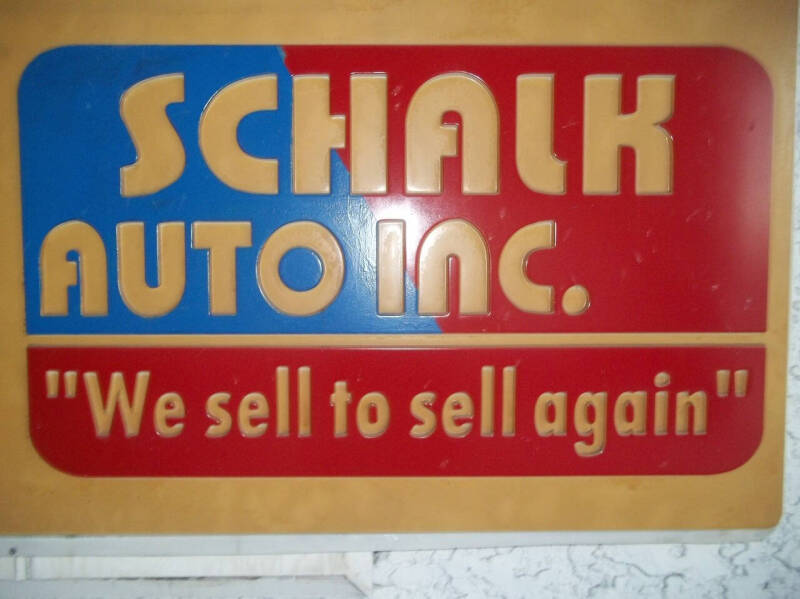 SCHALK
AUTO INC.
"We sell to sell again"